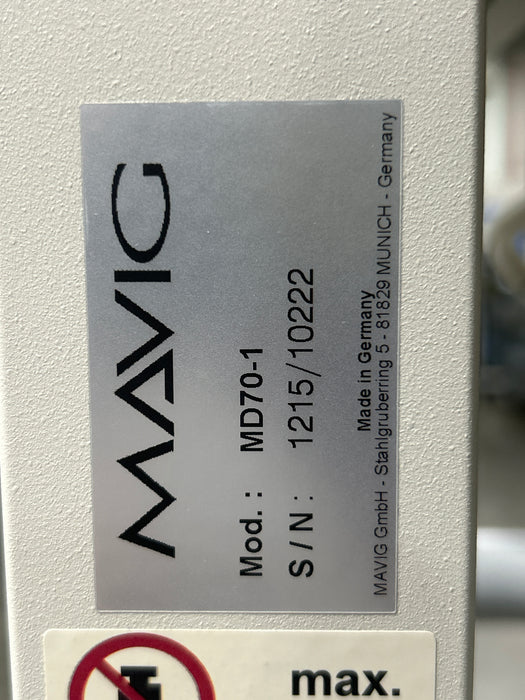 MAVIG
Mod. : MD70-1
S / N : 1215/10222
Made in Germany
MAVIG GmbH - Stahlgruberring 5 - 81829 MUNICH - Germany
max.